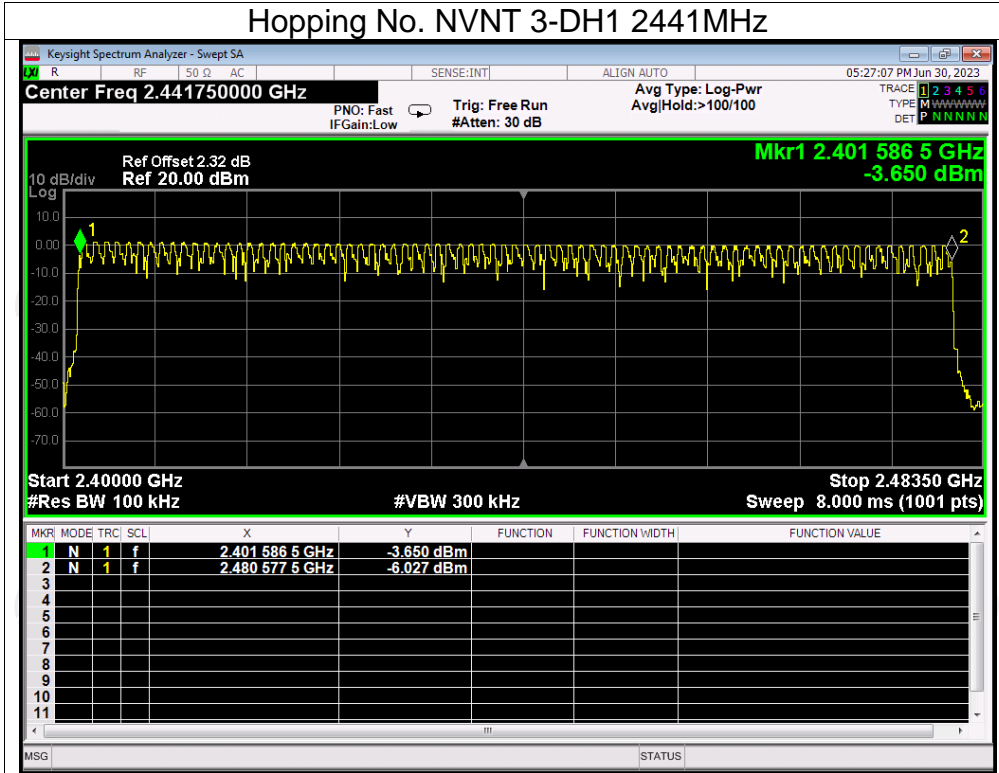 Hopping No. NVNT 3-DH1 2441MHz
Keysight Spectrum Analyzer - Swept SA
LXI R RF 50 Ω AC SENSE:INT ALIGN AUTO 05:27:07 PM Jun 30, 2023
Center Freq 2.441750000 GHz
PNO: Fast
IFGain:Low
Trig: Free Run
#Atten: 30 dB
Avg Type: Log-Pwr
Avg|Hold:>100/100
TRACE 1 2 3 4 5 6
TYPE M WWWWW
DET P N N N N N
Mkr1 2.401 586 5 GHz
-3.650 dBm
Ref Offset 2.32 dB
10 dB/div Ref 20.00 dBm
Log
10.0
0.00
-10.0
-20.0
-30.0
-40.0
-50.0
-60.0
-70.0
1
2
Start 2.40000 GHz Stop 2.48350 GHz
#Res BW 100 kHz #VBW 300 kHz Sweep 8.000 ms (1001 pts)
MKR MODE TRC SCL X Y FUNCTION FUNCTION WIDTH FUNCTION VALUE
1 N 1 f 2.401 586 5 GHz -3.650 dBm
2 N 1 f 2.480 577 5 GHz -6.027 dBm
3
4
5
6
7
8
9
10
11
MSG STATUS